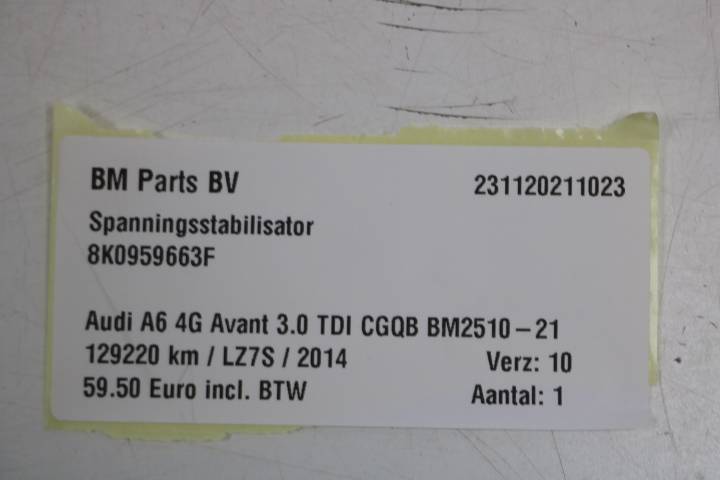 BM Parts BV 231120211023
Spanningsstabilisator
8K0959663F
Audi A6 4G Avant 3.0 TDI CGQB BM2510-21
129220 km / LZ7S / 2014 Verz: 10
59.50 Euro incl. BTW Aantal: 1